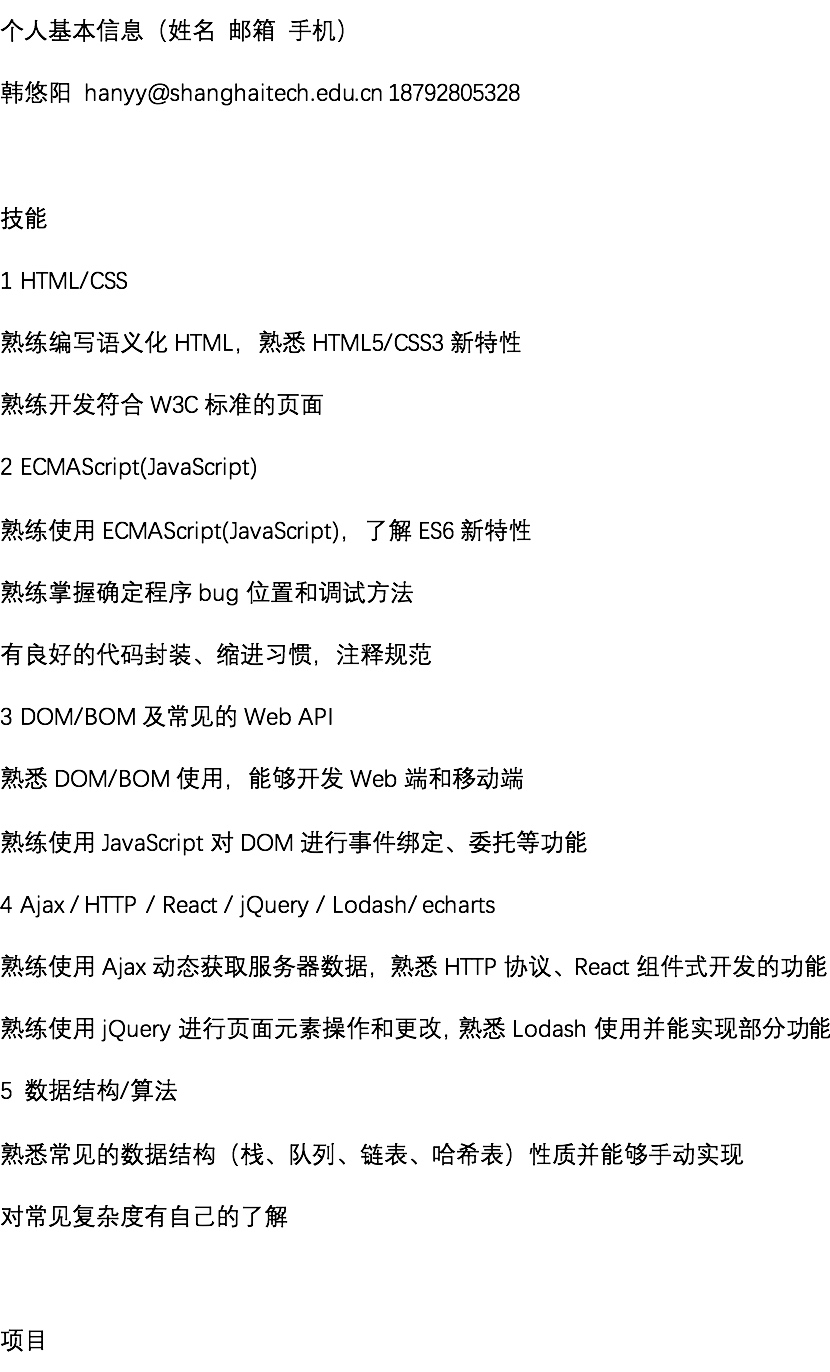 个人基本信息（姓名 邮箱 手机）
韩悠阳 hanyy@shanghaitech.edu.cn 18792805328
技能
1 HTML/CSS
熟练编写语义化 HTML，熟悉 HTML5/CSS3 新特性
熟练开发符合 W3C 标准的页面
2 ECMAScript(JavaScript)
熟练使用 ECMAScript(JavaScript)，了解 ES6 新特性
熟练掌握确定程序 bug 位置和调试方法
有良好的代码封装、缩进习惯，注释规范
3 DOM/BOM 及常见的 Web API
熟悉 DOM/BOM 使用，能够开发 Web 端和移动端
熟练使用 JavaScript 对 DOM 进行事件绑定、委托等功能
4 Ajax / HTTP / React / jQuery / Lodash/ echarts
熟练使用 Ajax 动态获取服务器数据，熟悉 HTTP 协议、React 组件式开发的功能
熟练使用 jQuery 进行页面元素操作和更改, 熟悉 Lodash 使用并能实现部分功能
5 数据结构/算法
熟悉常见的数据结构（栈、队列、链表、哈希表）性质并能够手动实现
对常见复杂度有自己的了解
项目